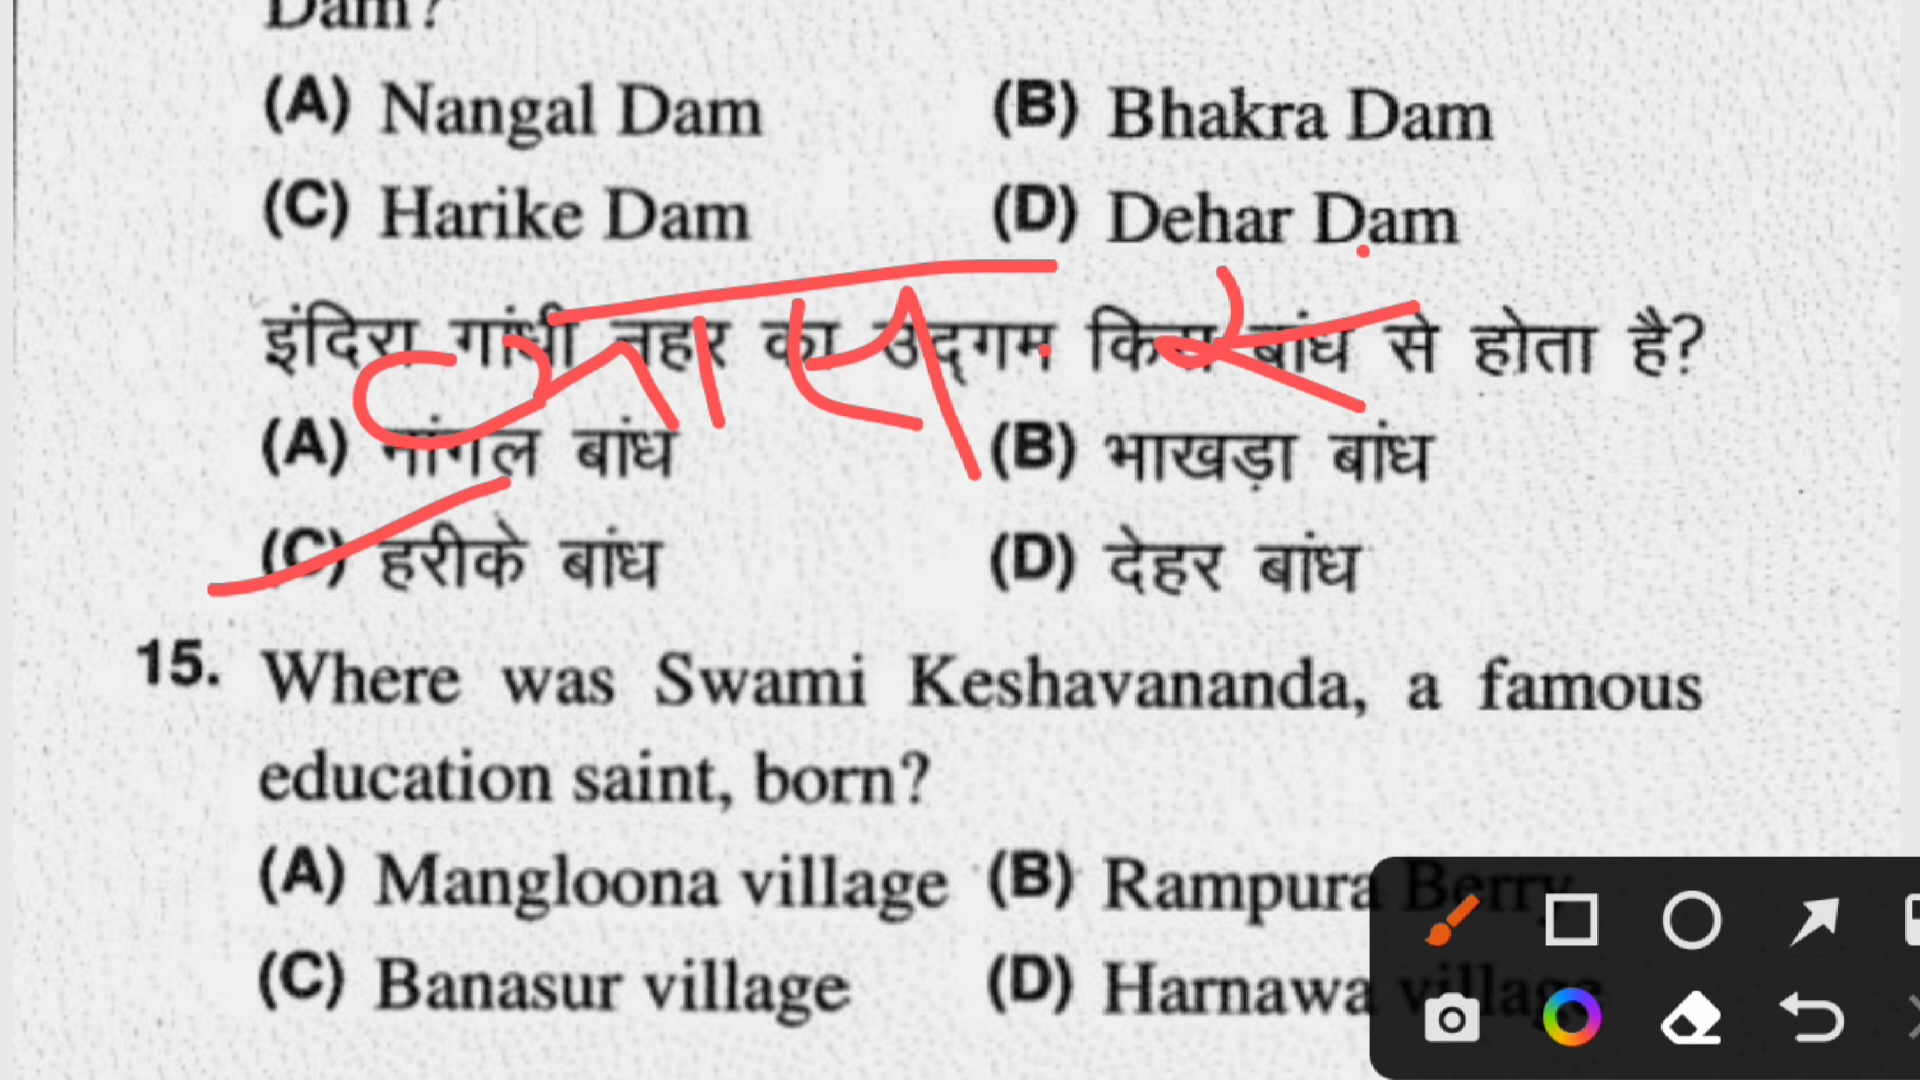 Dam?
(A) Nangal Dam (B) Bhakra Dam
(C) Harike Dam (D) Dehar Dam
इंदिरा गांधी नहर का उद्गम किस बांध से होता है?
(A) नांगल बांध (B) भाखड़ा बांध
(C) हरीके बांध (D) देहर बांध
15. Where was Swami Keshavananda, a famous
education saint, born?
(A) Mangloona village (B) Rampura Berry
(C) Banasur village (D) Harnawa village